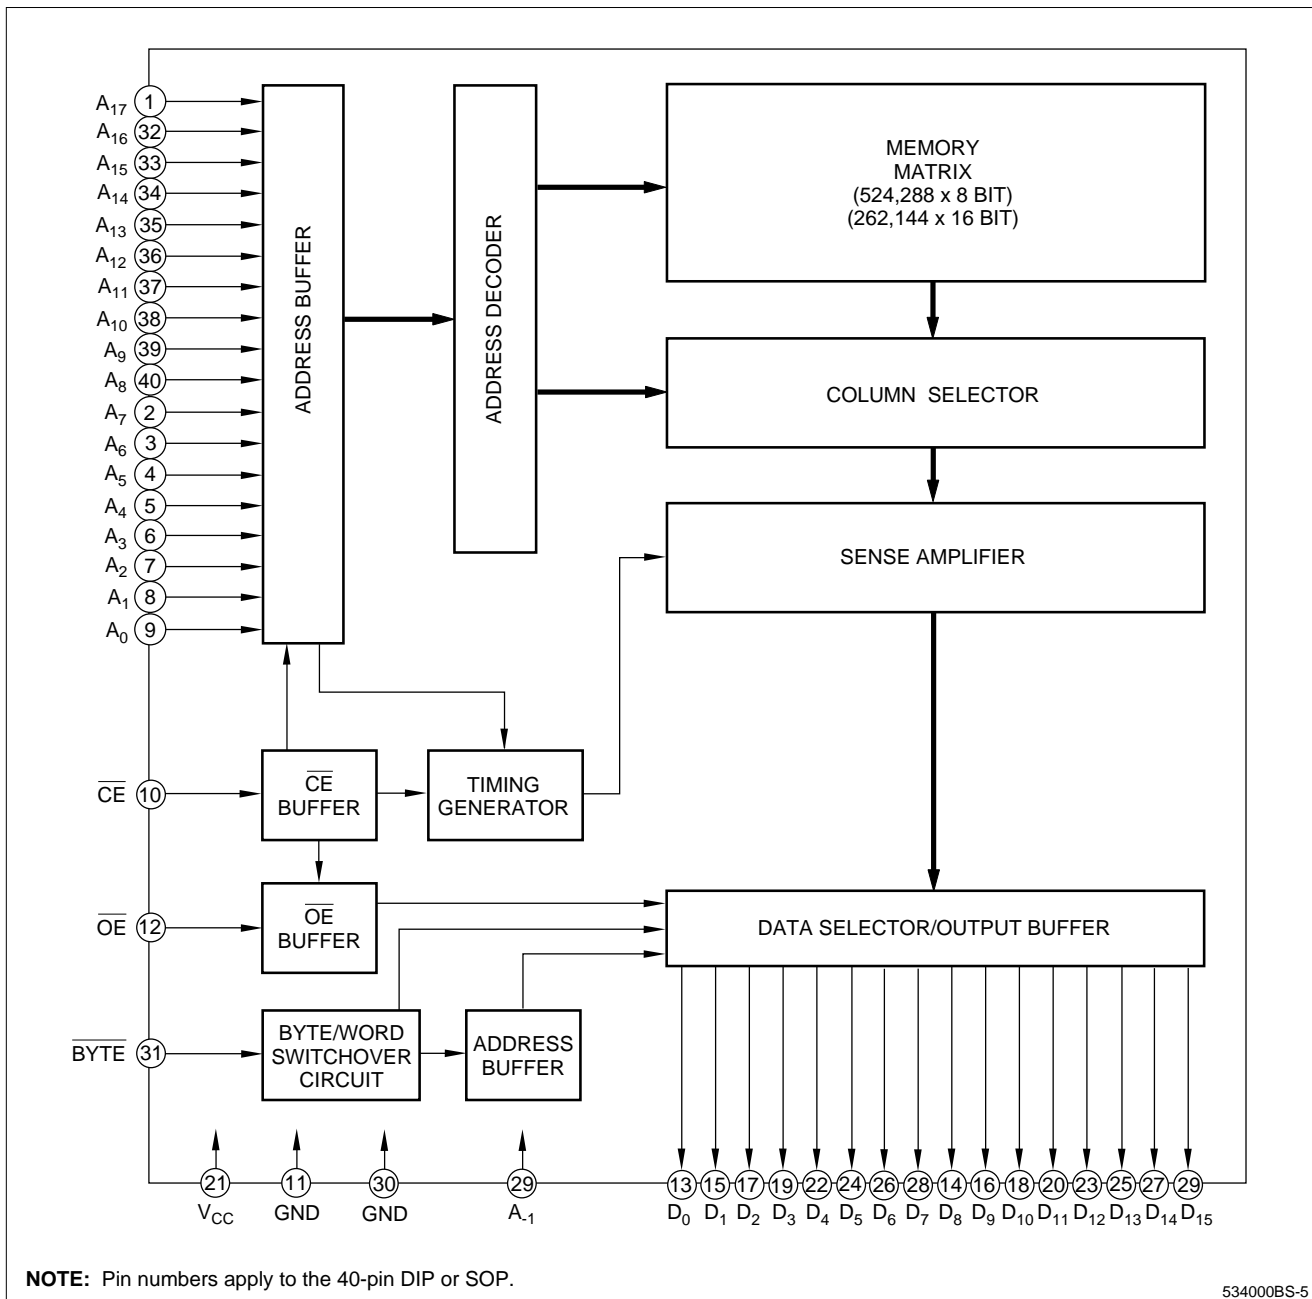 A17 1
A16 32
A15 33
A14 34
A13 35
A12 36
A11 37
A10 38
A9 39
A8 40
A7 2
A6 3
A5 4
A4 5
A3 6
A2 7
A1 8
A0 9
ADDRESS BUFFER
ADDRESS DECODER
MEMORY
MATRIX
(524,288 x 8 BIT)
(262,144 x 16 BIT)
COLUMN SELECTOR
SENSE AMPLIFIER
CE 10
CE
BUFFER
TIMING
GENERATOR
OE 12
OE
BUFFER
DATA SELECTOR/OUTPUT BUFFER
BYTE 31
BYTE/WORD
SWITCHOVER
CIRCUIT
ADDRESS
BUFFER
21 11 30 29 13 15 17 19 22 24 26 28 14 16 18 20 23 25 27 29
VCC GND GND A-1 D0 D1 D2 D3 D4 D5 D6 D7 D8 D9 D10 D11 D12 D13 D14 D15
NOTE: Pin numbers apply to the 40-pin DIP or SOP.
534000BS-5